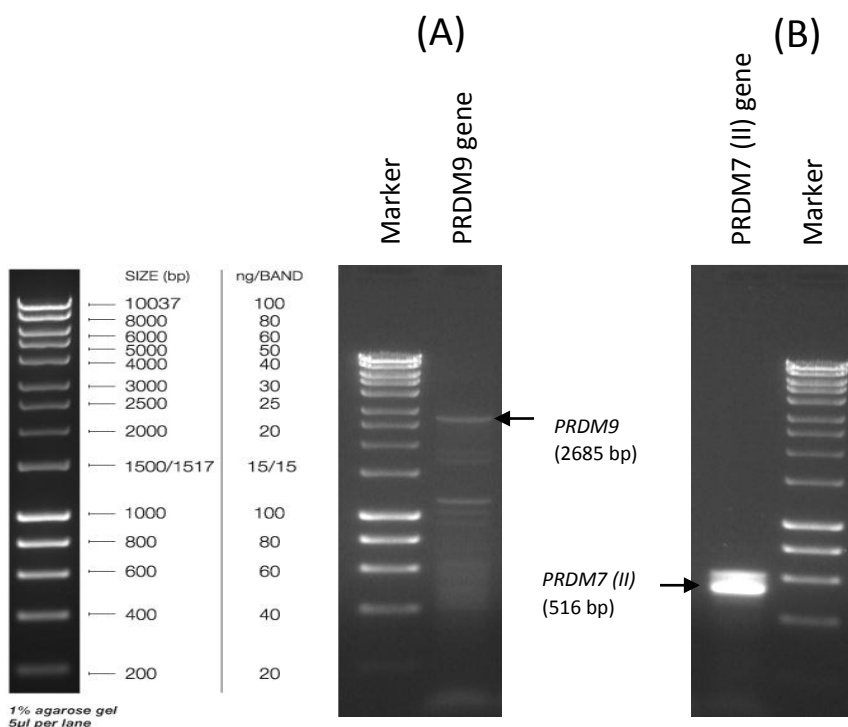 (A)
(B)
Marker
PRDM9 gene
PRDM7 (II) gene
Marker
SIZE (bp) ng/BAND
10037 100
8000 80
6000 60
5000 50
4000 40
3000 30
2500 25
2000 20
1500/1517 15/15
1000 100
800 80
600 60
400 40
200 20
1% agarose gel
5µl per lane
PRDM9
(2685 bp)
PRDM7 (II)
(516 bp)